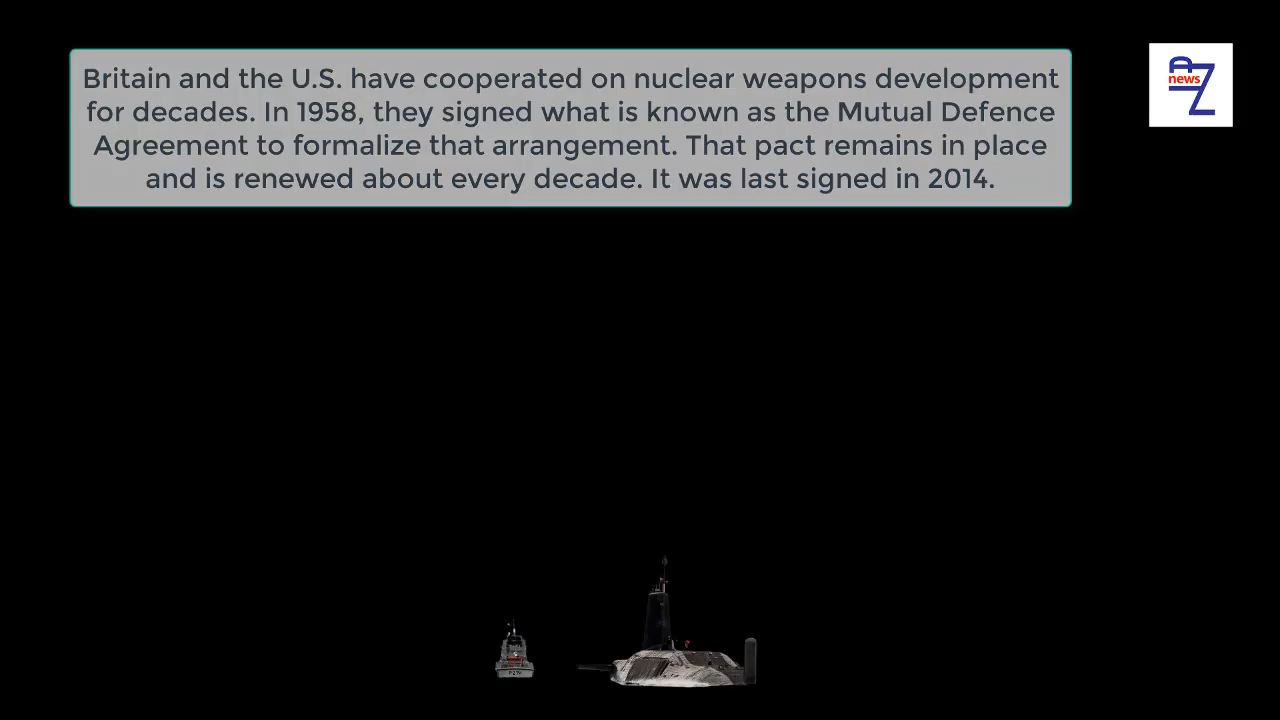 Britain and the U.S. have cooperated on nuclear weapons development
for decades. In 1958, they signed what is known as the Mutual Defence
Agreement to formalize that arrangement. That pact remains in place
and is renewed about every decade. It was last signed in 2014.
A
news
Z